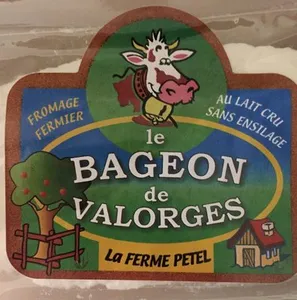 FROMAGE
FERMIER
AU LAIT CRU
SANS ENSILAGE
le
BAGEON
de
VALORGES
LA FERME PETEL